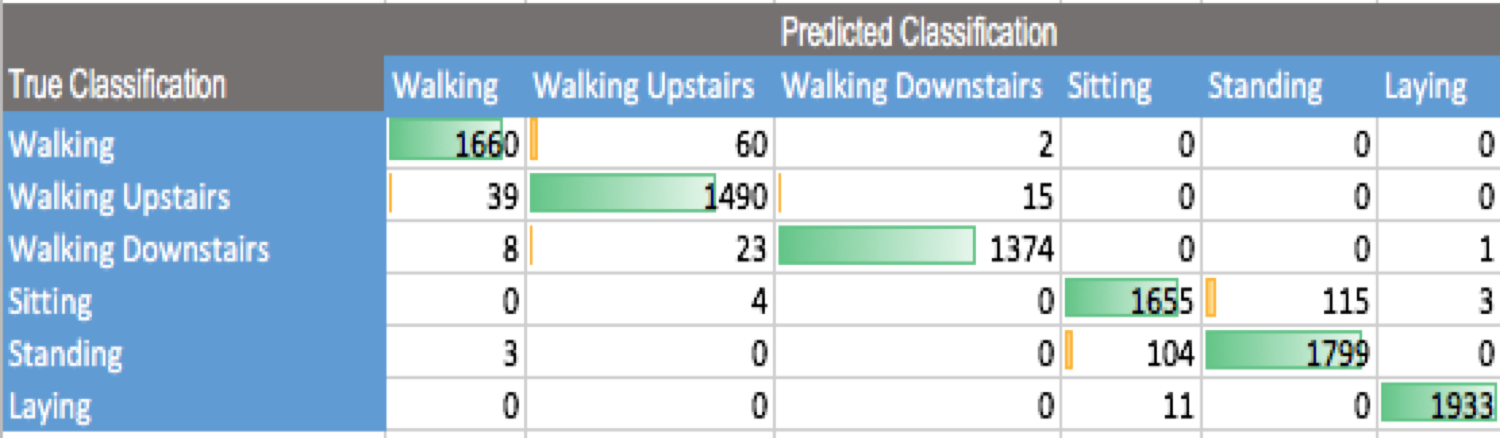 Predicted Classification
True Classification Walking Walking Upstairs Walking Downstairs Sitting Standing Laying
Walking 1660 60 2 0 0 0
Walking Upstairs 39 1490 15 0 0 0
Walking Downstairs 8 23 1374 0 0 1
Sitting 0 4 0 1655 115 3
Standing 3 0 0 104 1799 0
Laying 0 0 0 11 0 1933